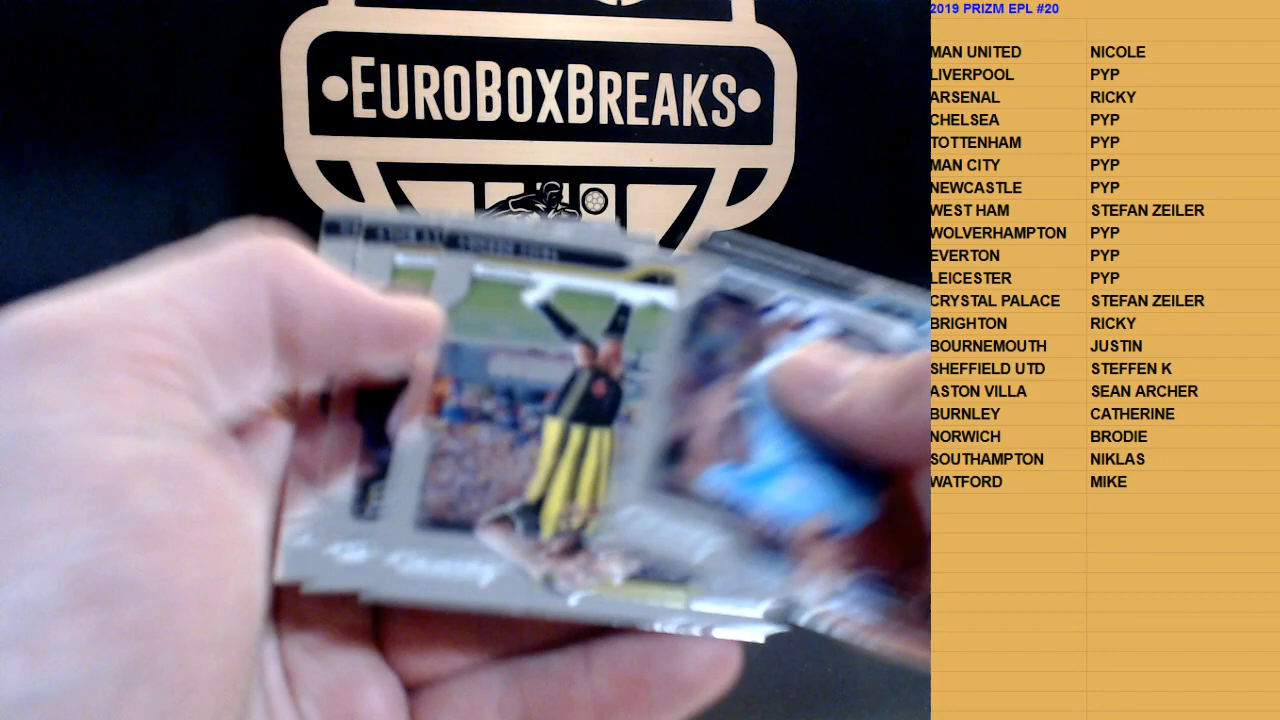 EUROBOXBREAKS
2019 PRIZM EPL #20
MAN UNITED NICOLE
LIVERPOOL PYP
ARSENAL RICKY
CHELSEA PYP
TOTTENHAM PYP
MAN CITY PYP
NEWCASTLE PYP
WEST HAM STEFAN ZEILER
WOLVERHAMPTON PYP
EVERTON PYP
LEICESTER PYP
CRYSTAL PALACE STEFAN ZEILER
BRIGHTON RICKY
BOURNEMOUTH JUSTIN
SHEFFIELD UTD STEFFEN K
ASTON VILLA SEAN ARCHER
BURNLEY CATHERINE
NORWICH BRODIE
SOUTHAMPTON NIKLAS
WATFORD MIKE